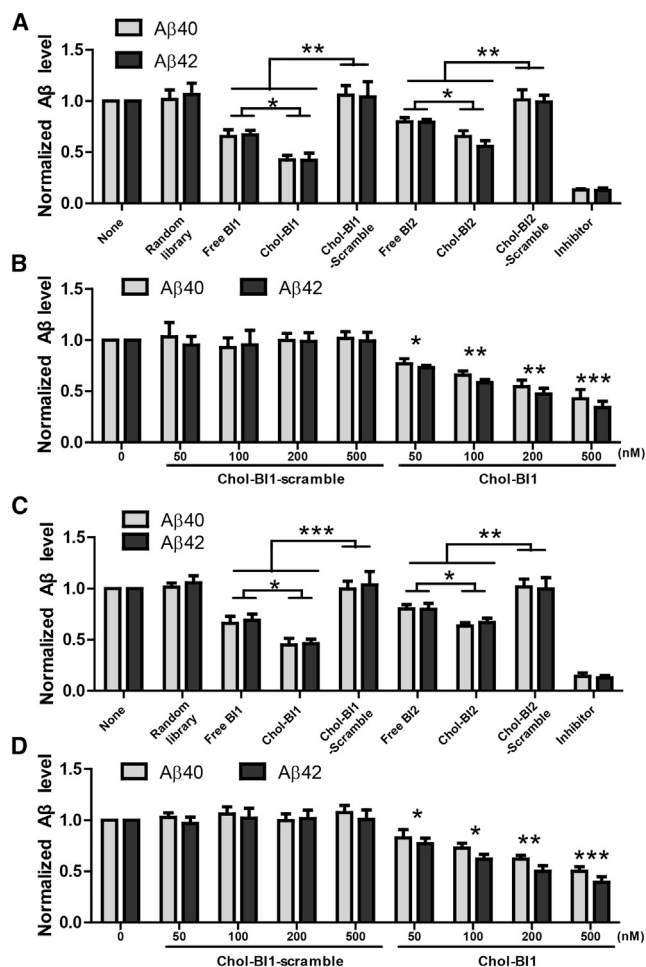 A
Aβ40
Aβ42
Normalized Aβ level
1.5
1.0
0.5
0.0
**
*
**
*
None
Random library
Free BI1
Chol-BI1
Chol-BI1 -Scramble
Free BI2
Chol-BI2
Chol-BI2 -Scramble
Inhibitor
B
Aβ40 Aβ42
Normalized Aβ level
1.5
1.0
0.5
0.0
* ** ** ***
0 50 100 200 500 50 100 200 500 (nM)
Chol-BI1-scramble Chol-BI1
C
Aβ40
Aβ42
Normalized Aβ level
1.5
1.0
0.5
0.0
***
*
**
*
None
Random library
Free BI1
Chol-BI1
Chol-BI1 -Scramble
Free BI2
Chol-BI2
Chol-BI2 -Scramble
Inhibitor
D
Aβ40 Aβ42
Normalized Aβ level
1.5
1.0
0.5
0.0
* * ** ***
0 50 100 200 500 50 100 200 500 (nM)
Chol-BI1-scramble Chol-BI1